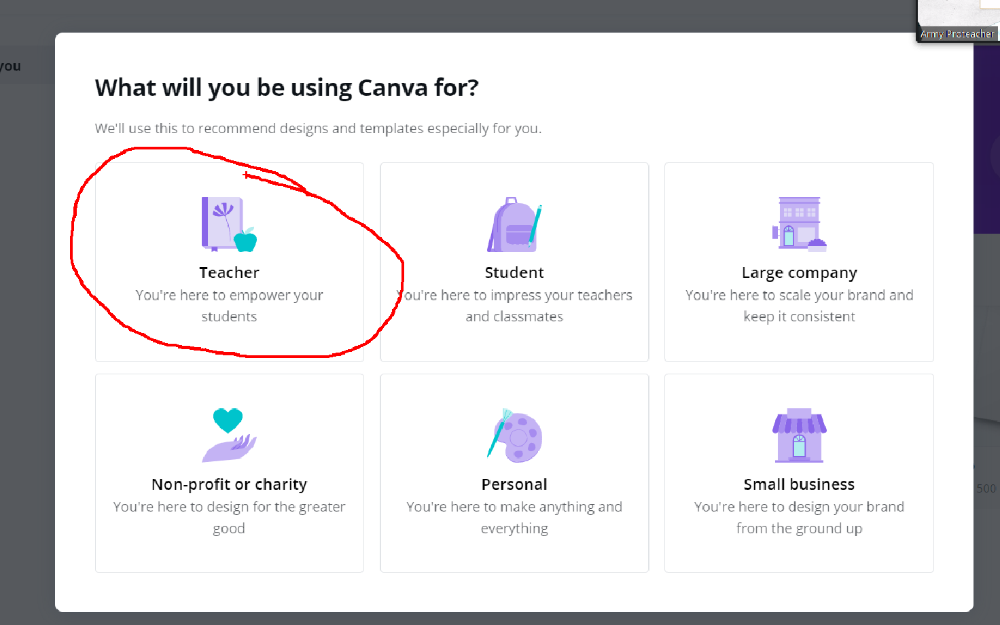 Army Proteacher
you
What will you be using Canva for?
We'll use this to recommend designs and templates especially for you.
Teacher
You're here to empower your
students
Student
You're here to impress your teachers
and classmates
Large company
You're here to scale your brand and
keep it consistent
Non-profit or charity
You're here to design for the greater
good
Personal
You're here to make anything and
everything
Small business
You're here to design your brand
from the ground up
500